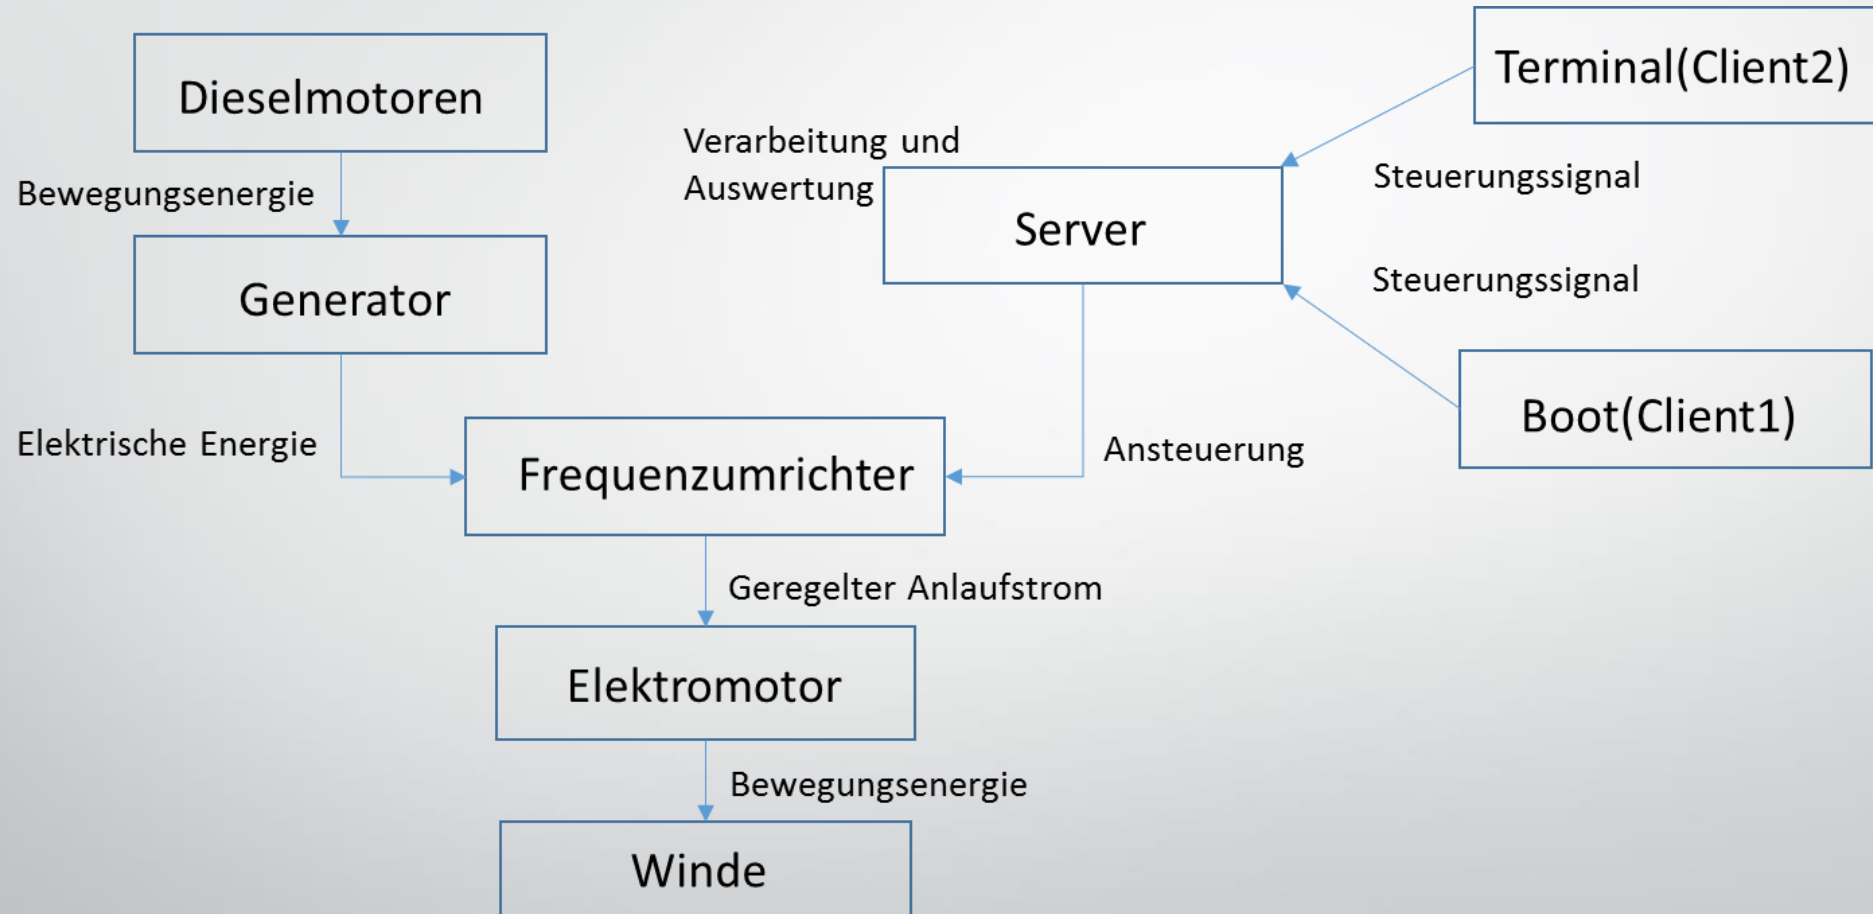 Dieselmotoren
Bewegungsenergie
Generator
Elektrische Energie
Verarbeitung und
Auswertung
Server
Terminal(Client2)
Steuerungssignal
Steuerungssignal
Boot(Client1)
Ansteuerung
Frequenzumrichter
Geregelter Anlaufstrom
Elektromotor
Bewegungsenergie
Winde